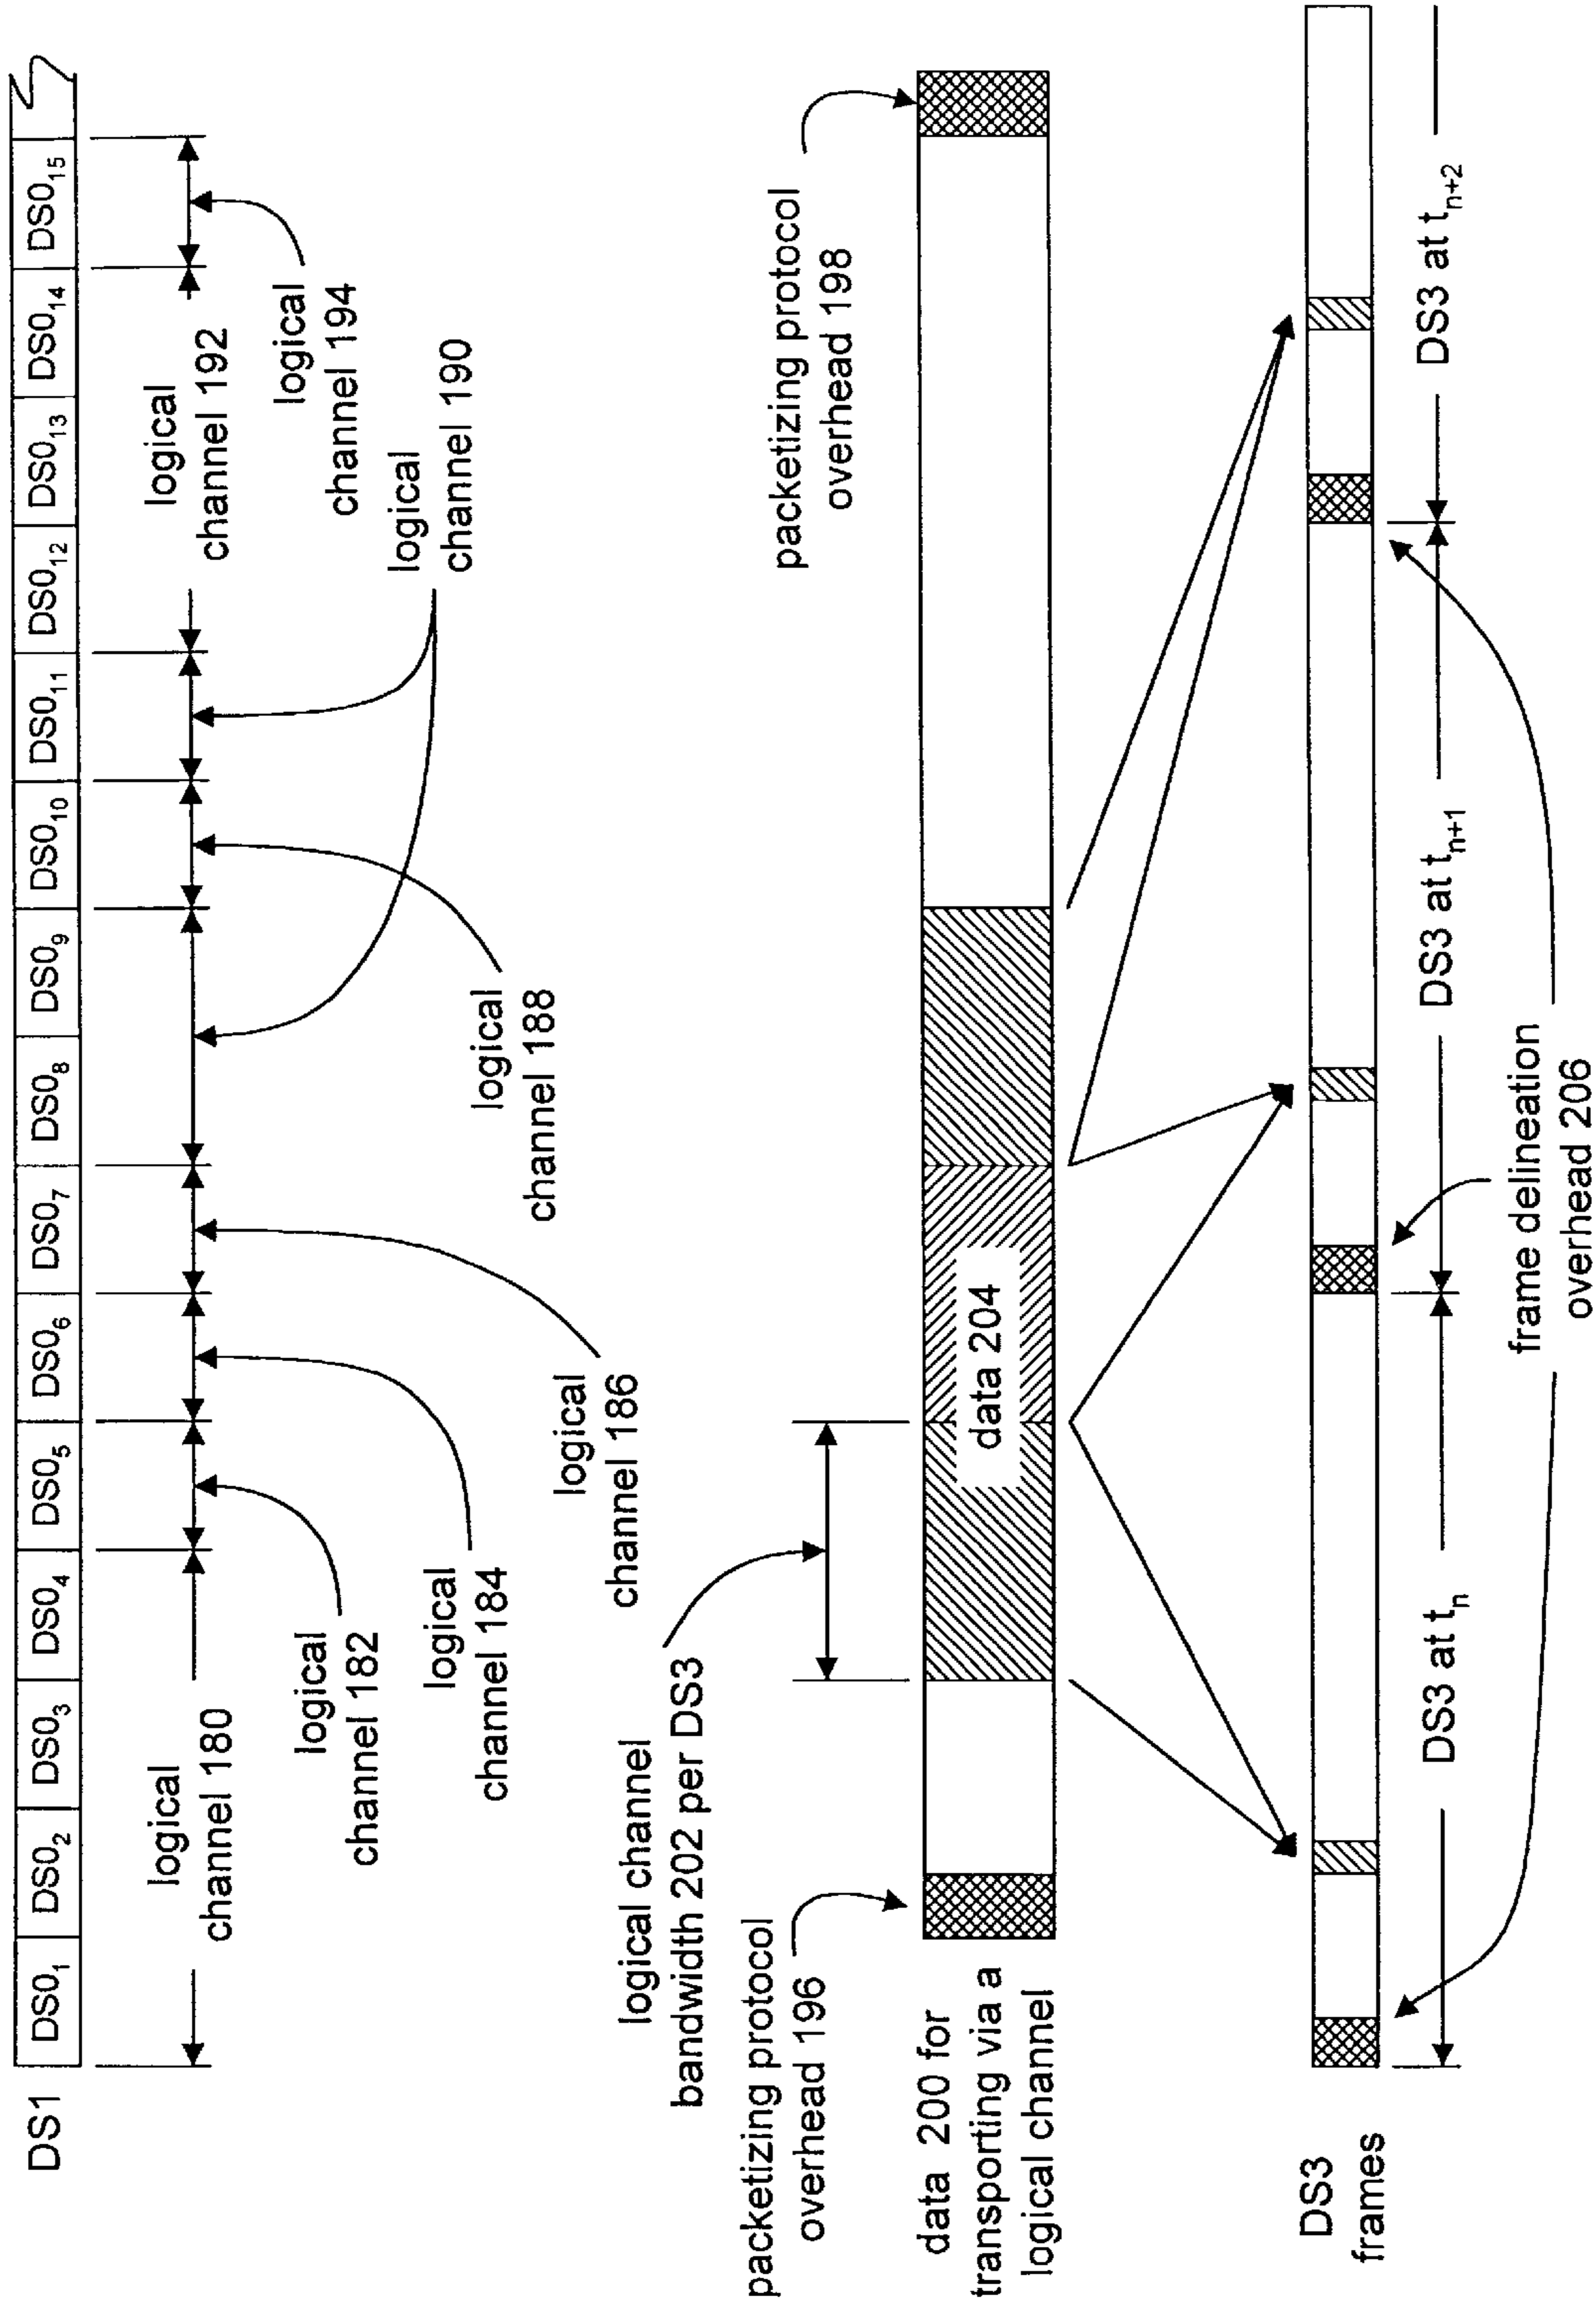 DS1
DS0₁ DS0₂ DS0₃ DS0₄ DS0₅ DS0₆ DS0₇ DS0₈ DS0₉ DS0₁₀ DS0₁₁ DS0₁₂ DS0₁₃ DS0₁₄ DS0₁₅
logical
channel 180
logical
channel 182
logical
channel 184
logical
channel 186
logical
channel 188
logical
channel 190
logical
channel 192
logical
channel 194
logical channel
bandwidth 202 per DS3
packetizing protocol
overhead 196
packetizing protocol
overhead 198
data 200 for
transporting via a
logical channel
data 204
DS3
frames
DS3 at tₙ
DS3 at tₙ₊₁
DS3 at tₙ₊₂
frame delineation
overhead 206